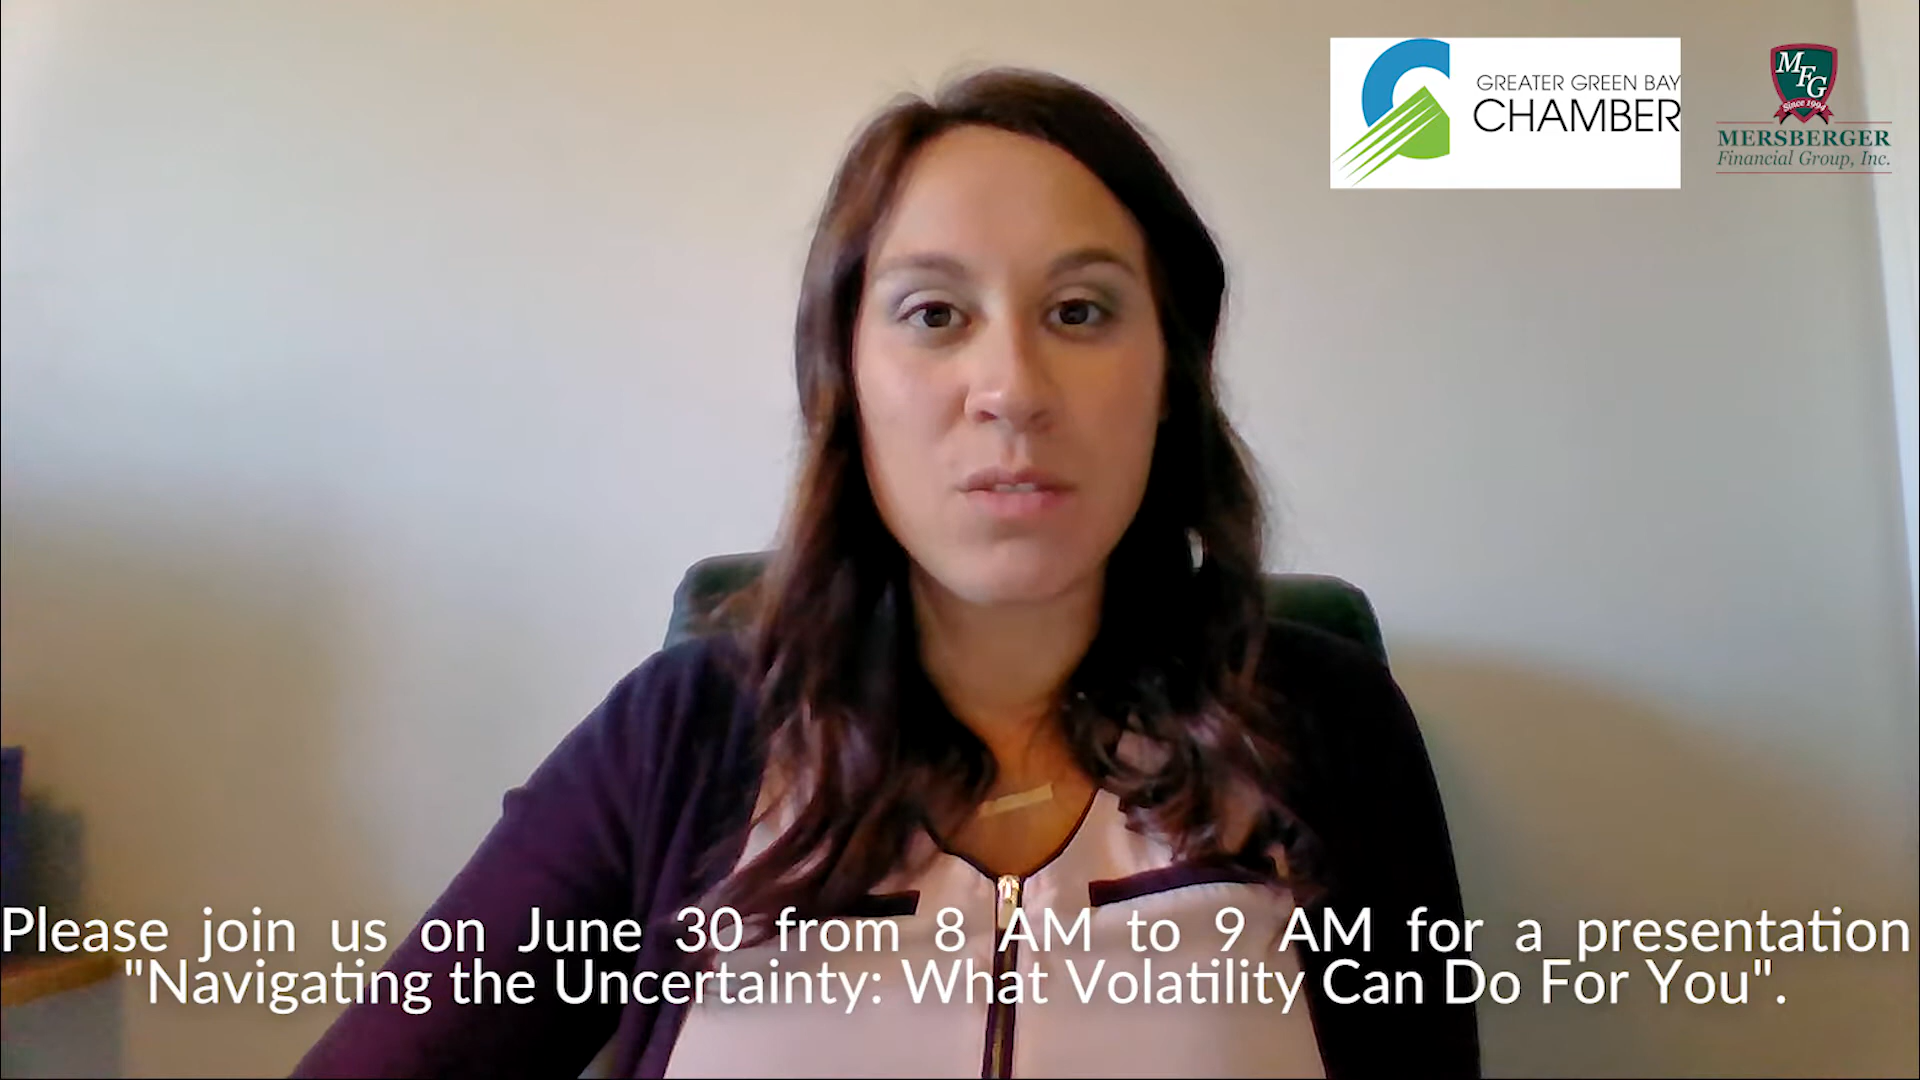 GREATER GREEN BAY
CHAMBER
MFG
Since 1994
MERSBERGER
Financial Group, Inc.
Please join us on June 30 from 8 AM to 9 AM for a presentation
"Navigating the Uncertainty: What Volatility Can Do For You".